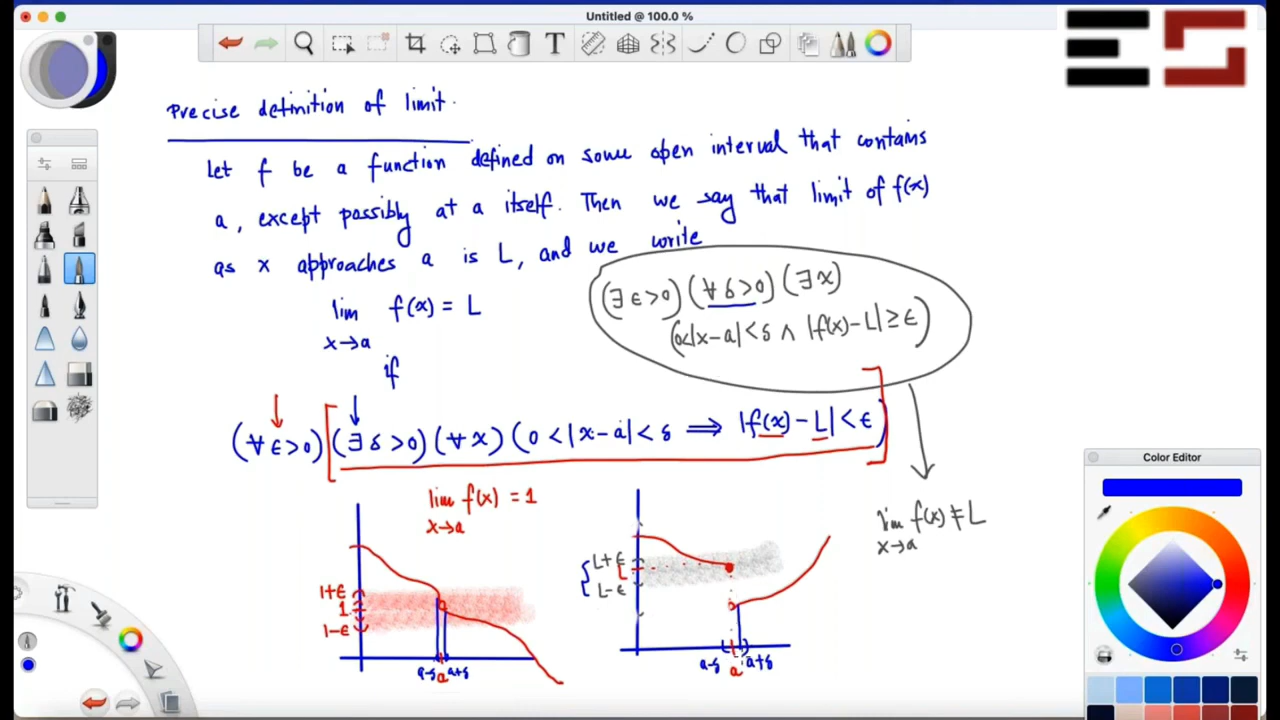 Untitled @ 100.0 %
ES
Precise definition of limit.
Let f be a function defined on some open interval that contains
a, except possibly at a itself. Then we say that limit of f(x)
as x approaches a is L, and we write
lim f(x) = L
x→a
if
(∃ε>0)(∀δ>0)(∃x)
(0<|x-a|<δ ∧ |f(x)-L|≥ε)
(∀ε>0)(∃δ>0)(∀x)(0<|x-a|<δ ⟹ |f(x)-L|<ε)
lim f(x) = 1
x→a
1+ε
1
1-ε
a-δ
a
a+δ
L+ε
L
L-ε
a-δ
a
a+δ
lim f(x)≠L
x→a
Color Editor